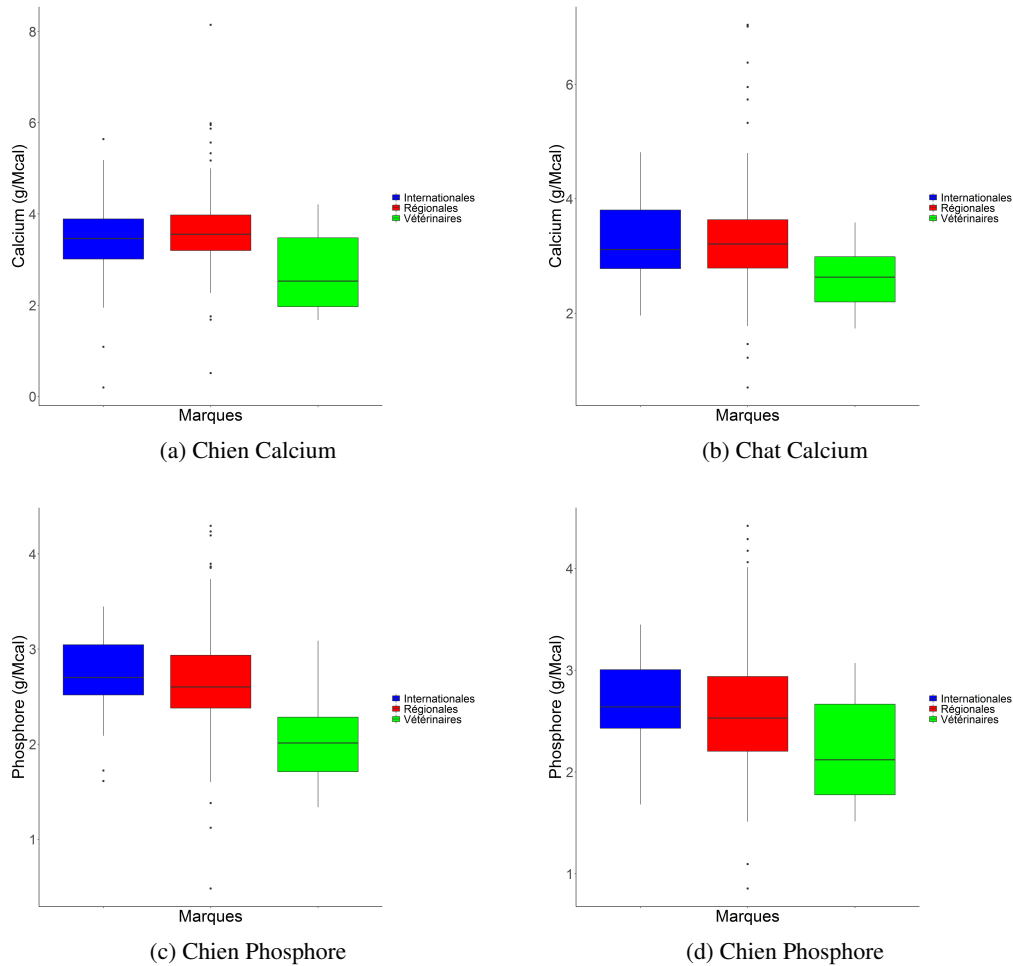 8
6
4
2
0
Calcium (g/Mcal)
Marques
Internationales
Régionales
Vétérinaires
(a) Chien Calcium
6
4
2
Calcium (g/Mcal)
Marques
Internationales
Régionales
Vétérinaires
(b) Chat Calcium
4
3
2
1
Phosphore (g/Mcal)
Marques
Internationales
Régionales
Vétérinaires
(c) Chien Phosphore
4
3
2
1
Phosphore (g/Mcal)
Marques
Internationales
Régionales
Vétérinaires
(d) Chien Phosphore